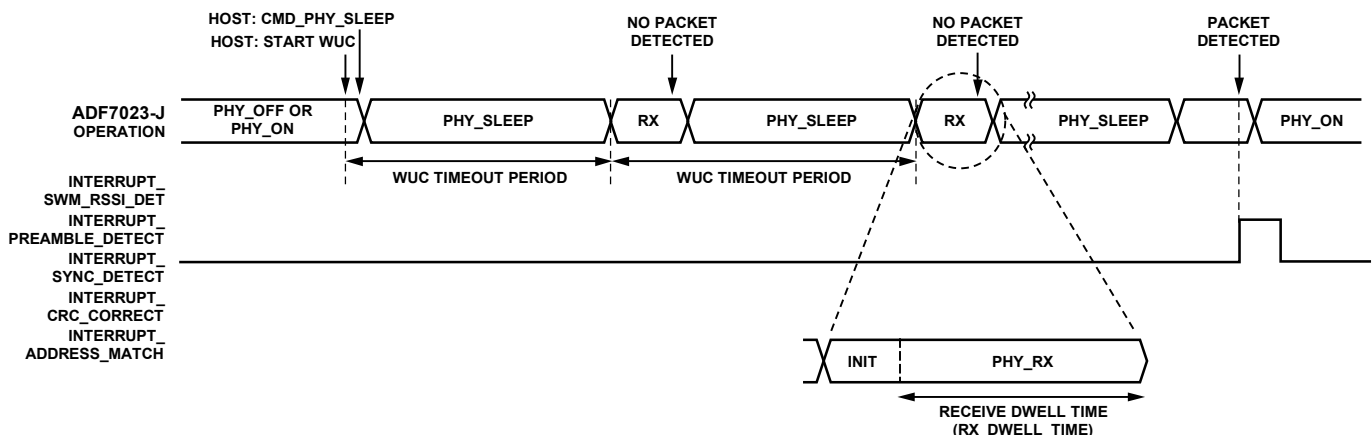 HOST: CMD_PHY_SLEEP
HOST: START WUC
NO PACKET
DETECTED
NO PACKET
DETECTED
PACKET
DETECTED
ADF7023-J
OPERATION
PHY_OFF OR
PHY_ON
PHY_SLEEP
RX
PHY_SLEEP
RX
PHY_SLEEP
PHY_ON
WUC TIMEOUT PERIOD
WUC TIMEOUT PERIOD
INTERRUPT_
SWM_RSSI_DET
INTERRUPT_
PREAMBLE_DETECT
INTERRUPT_
SYNC_DETECT
INTERRUPT_
CRC_CORRECT
INTERRUPT_
ADDRESS_MATCH
INIT
PHY_RX
RECEIVE DWELL TIME
(RX_DWELL_TIME)